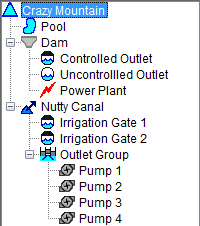 Crazy Mountain
Pool
Dam
Controlled Outlet
Uncontrollled Outlet
Power Plant
Nutty Canal
Irrigation Gate 1
Irrigation Gate 2
Outlet Group
Pump 1
Pump 2
Pump 3
Pump 4